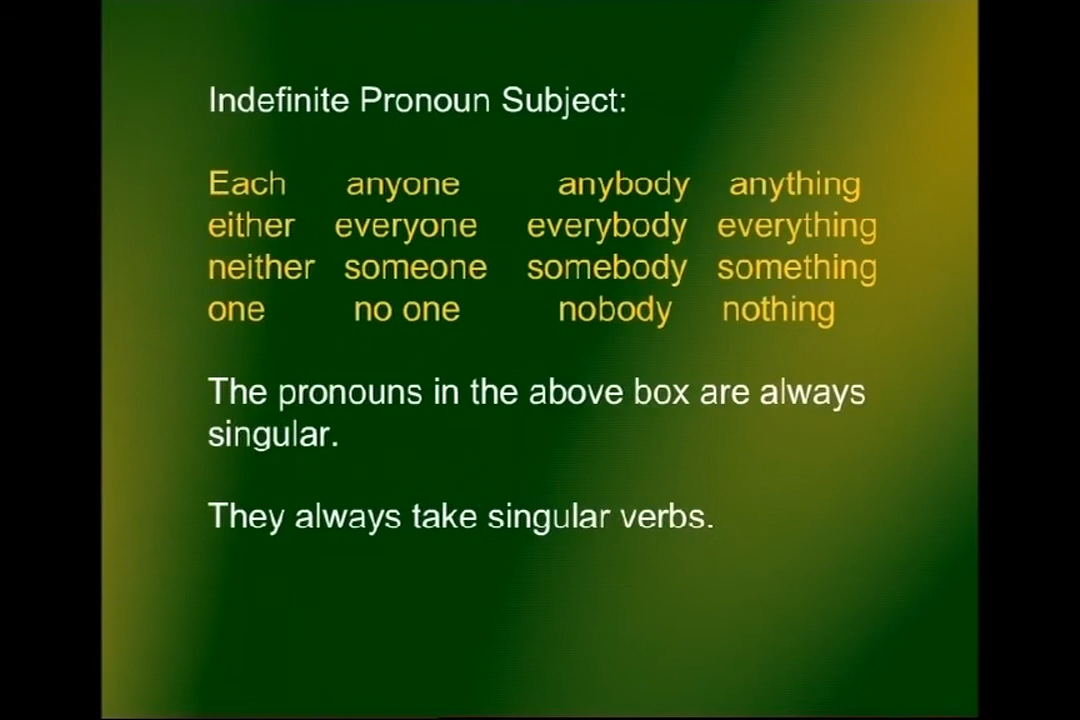 Indefinite Pronoun Subject:
Each anyone anybody anything
either everyone everybody everything
neither someone somebody something
one no one nobody nothing
The pronouns in the above box are always
singular.
They always take singular verbs.